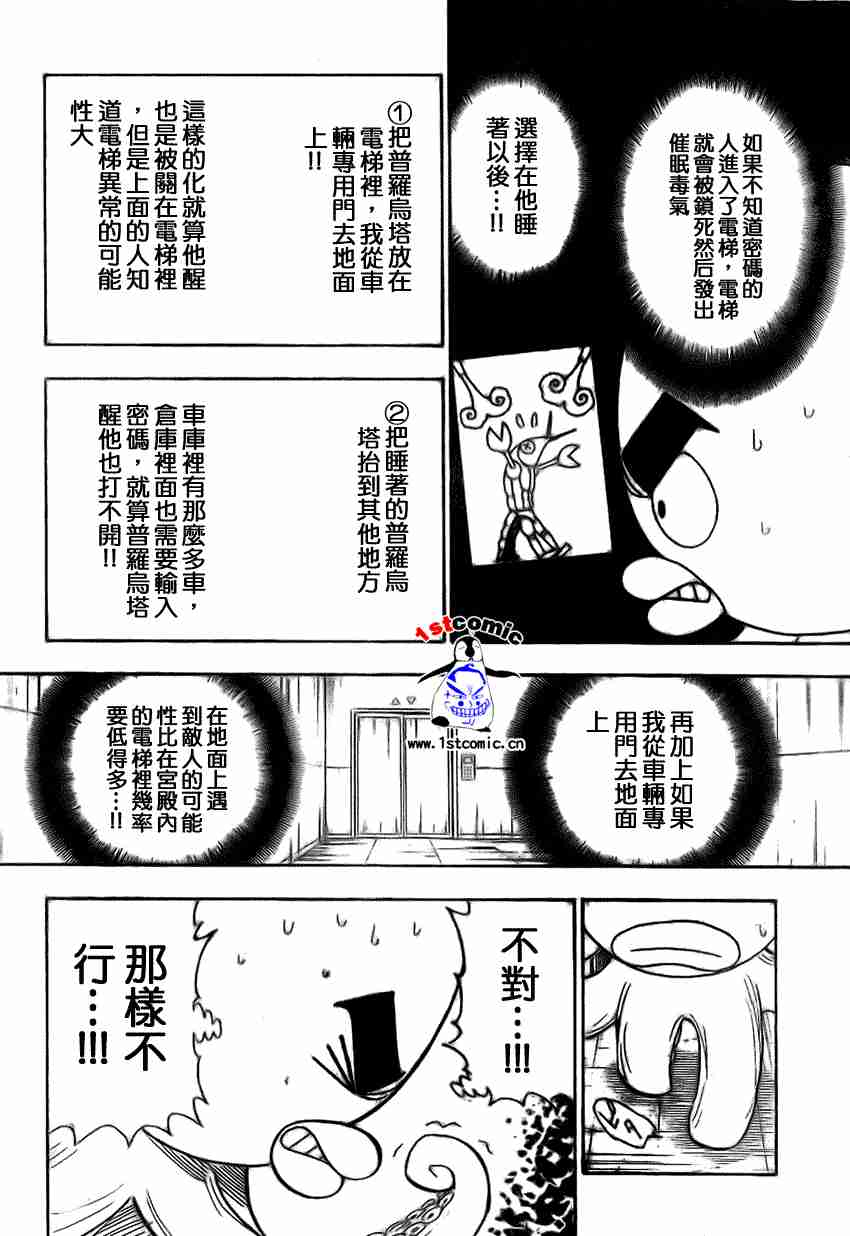 如果不知道密碼的
人進入了電梯，電梯
就會被鎖死然后發出
催眠毒氣
選擇在他睡
著以後…!!
①把普羅烏塔放在
電梯裡，我從車
輛專用門去地面
上!!
這樣的化就算他醒
也是被關在電梯裡
，但是上面的人知
道電梯異常的可能
性大
②把睡著的普羅烏
塔抬到其他地方
車庫裡有那麼多車，
倉庫裡面也需要輸入
密碼，就算普羅烏塔
醒他也打不開!!
1stcomic
www.1stcomic.cn
再加上如果
我從車輛專
用門去地面
上
在地面上遇
到敵人的可能
性比在宮殿內
的電梯裡幾率
要低得多…!!
不對…!!!
那樣不
行…!!!